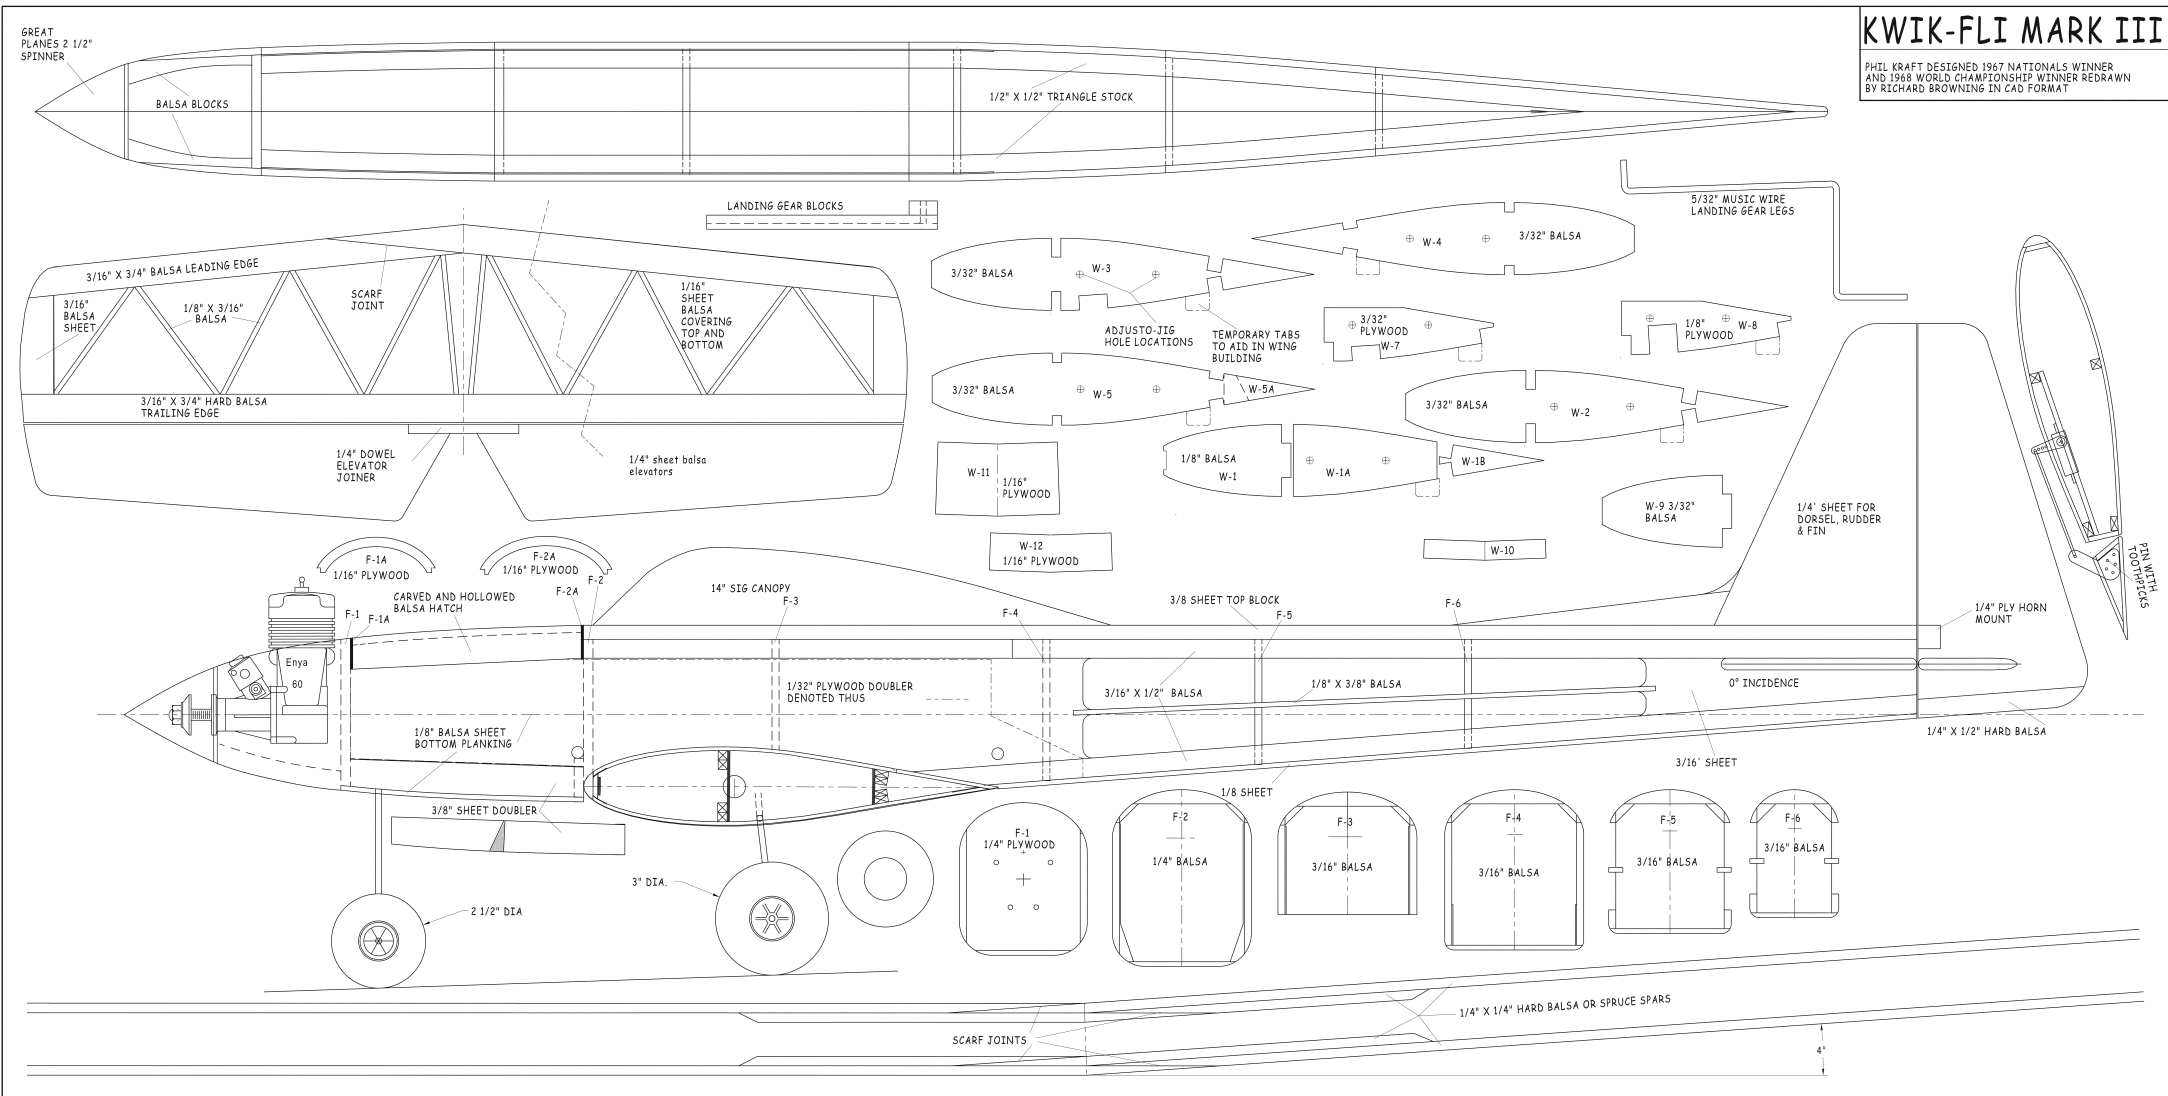 KWIK-FLI MARK III
PHIL KRAFT DESIGNED 1967 NATIONALS WINNER
AND 1968 WORLD CHAMPIONSHIP WINNER REDRAWN
BY RICHARD BROWNING IN CAD FORMAT
GREAT
PLANES 2 1/2"
SPINNER
BALSA BLOCKS
1/2" X 1/2" TRIANGLE STOCK
LANDING GEAR BLOCKS
5/32" MUSIC WIRE
LANDING GEAR LEGS
3/16" X 3/4" BALSA LEADING EDGE
3/16"
BALSA
SHEET
1/8" X 3/16"
BALSA
SCARF
JOINT
1/16"
SHEET
BALSA
COVERING
TOP AND
BOTTOM
3/16" X 3/4" HARD BALSA
TRAILING EDGE
1/4" DOWEL
ELEVATOR
JOINER
1/4" sheet balsa
elevators
3/32" BALSA
W-3
W-4
3/32" BALSA
ADJUSTO-JIG
HOLE LOCATIONS
TEMPORARY TABS
TO AID IN WING
BUILDING
3/32"
PLYWOOD
W-7
1/8"
PLYWOOD
W-8
3/32" BALSA
W-5
W-5A
3/32" BALSA
W-2
W-11
1/16"
PLYWOOD
1/8" BALSA
W-1
W-1A
W-1B
W-9 3/32"
BALSA
W-12
1/16" PLYWOOD
W-10
1/4' SHEET FOR
DORSEL, RUDDER
& FIN
PIN WITH
TOOTHPICKS
F-1A
1/16" PLYWOOD
F-2A
1/16" PLYWOOD
CARVED AND HOLLOWED
BALSA HATCH
F-1
F-1A
F-2A
F-2
14" SIG CANOPY
F-3
F-4
3/8 SHEET TOP BLOCK
F-5
F-6
1/4" PLY HORN
MOUNT
Enya
60
1/32" PLYWOOD DOUBLER
DENOTED THUS
3/16" X 1/2" BALSA
1/8" X 3/8" BALSA
0° INCIDENCE
1/8" BALSA SHEET
BOTTOM PLANKING
1/4" X 1/2" HARD BALSA
3/16' SHEET
1/8 SHEET
3/8" SHEET DOUBLER
3" DIA.
2 1/2" DIA
F-1
1/4" PLYWOOD
F-2
1/4" BALSA
F-3
3/16" BALSA
F-4
3/16" BALSA
F-5
3/16" BALSA
F-6
3/16" BALSA
1/4" X 1/4" HARD BALSA OR SPRUCE SPARS
SCARF JOINTS
4"